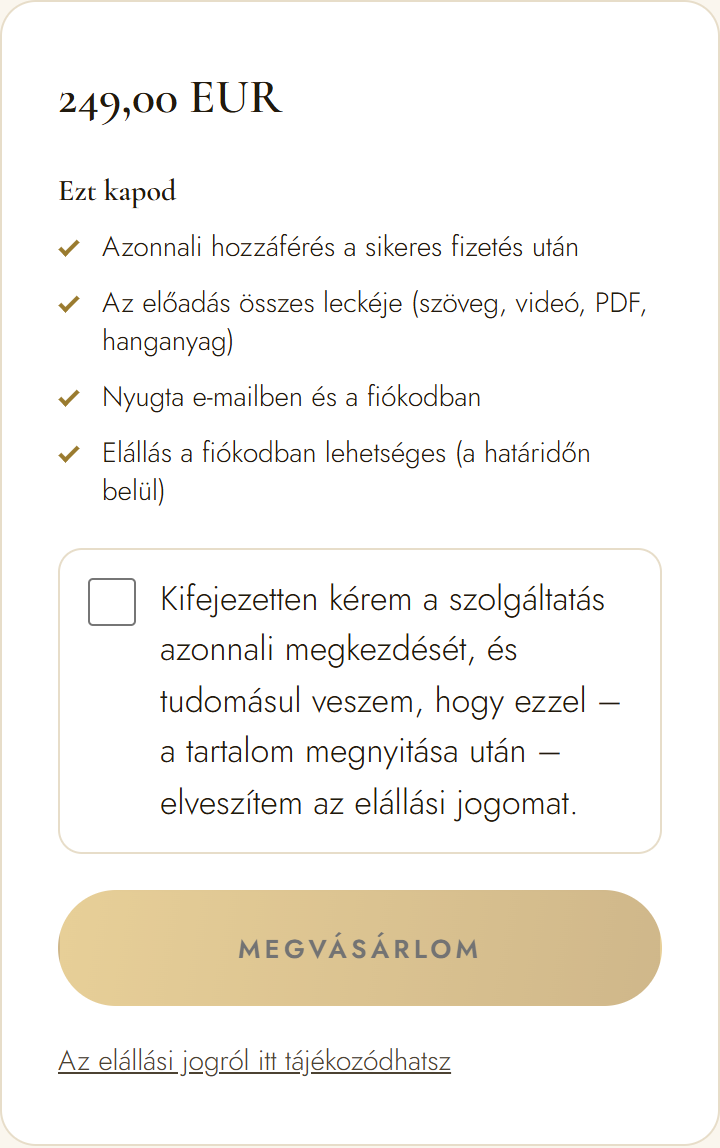 249,00 EUR
Ezt kapod
Azonnali hozzáférés a sikeres fizetés után
Az előadás összes leckéje (szöveg, videó, PDF,
hanganyag)
Nyugta e-mailben és a fiókodban
Elállás a fiókodban lehetséges (a határidőn
belül)
Kifejezetten kérem a szolgáltatás
azonnali megkezdését, és
tudomásul veszem, hogy ezzel –
a tartalom megnyitása után –
elveszítem az elállási jogomat.
MEGVÁSÁRLOM
Az elállási jogról itt tájékozódhatsz